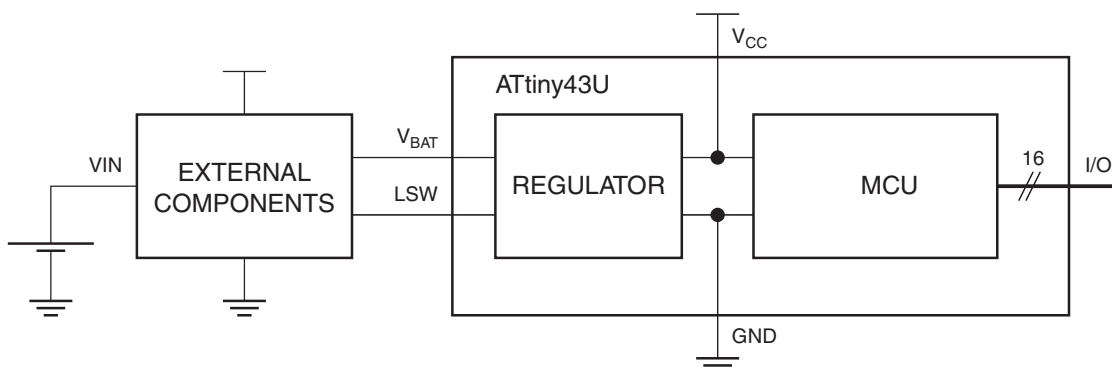 VCC
ATtiny43U
VIN
EXTERNAL
COMPONENTS
VBAT
LSW
REGULATOR
MCU
16
I/O
GND